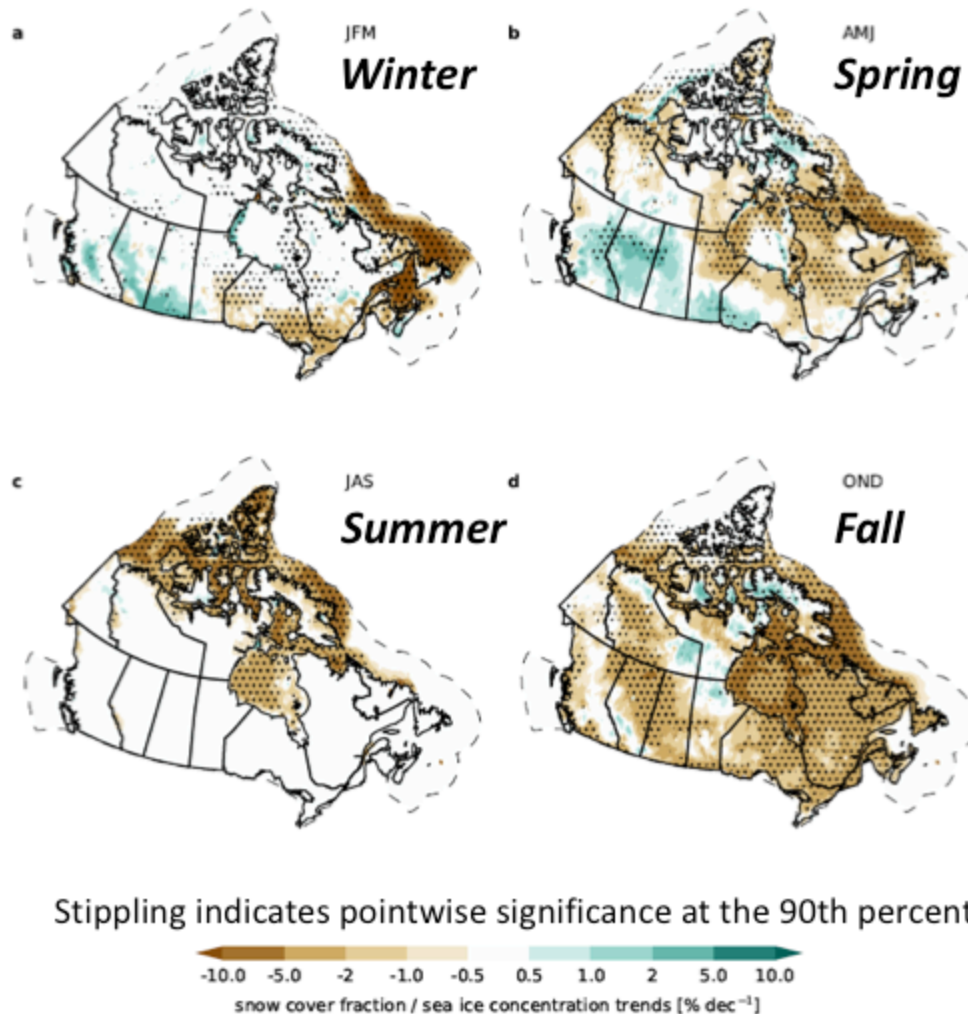 a JFM b AMJ
Winter Spring
c JAS d OND
Summer Fall
Stippling indicates pointwise significance at the 90th percent
-10.0 -5.0 -2 -1.0 -0.5 0.5 1.0 2 5.0 10.0
snow cover fraction / sea ice concentration trends [% dec⁻¹]